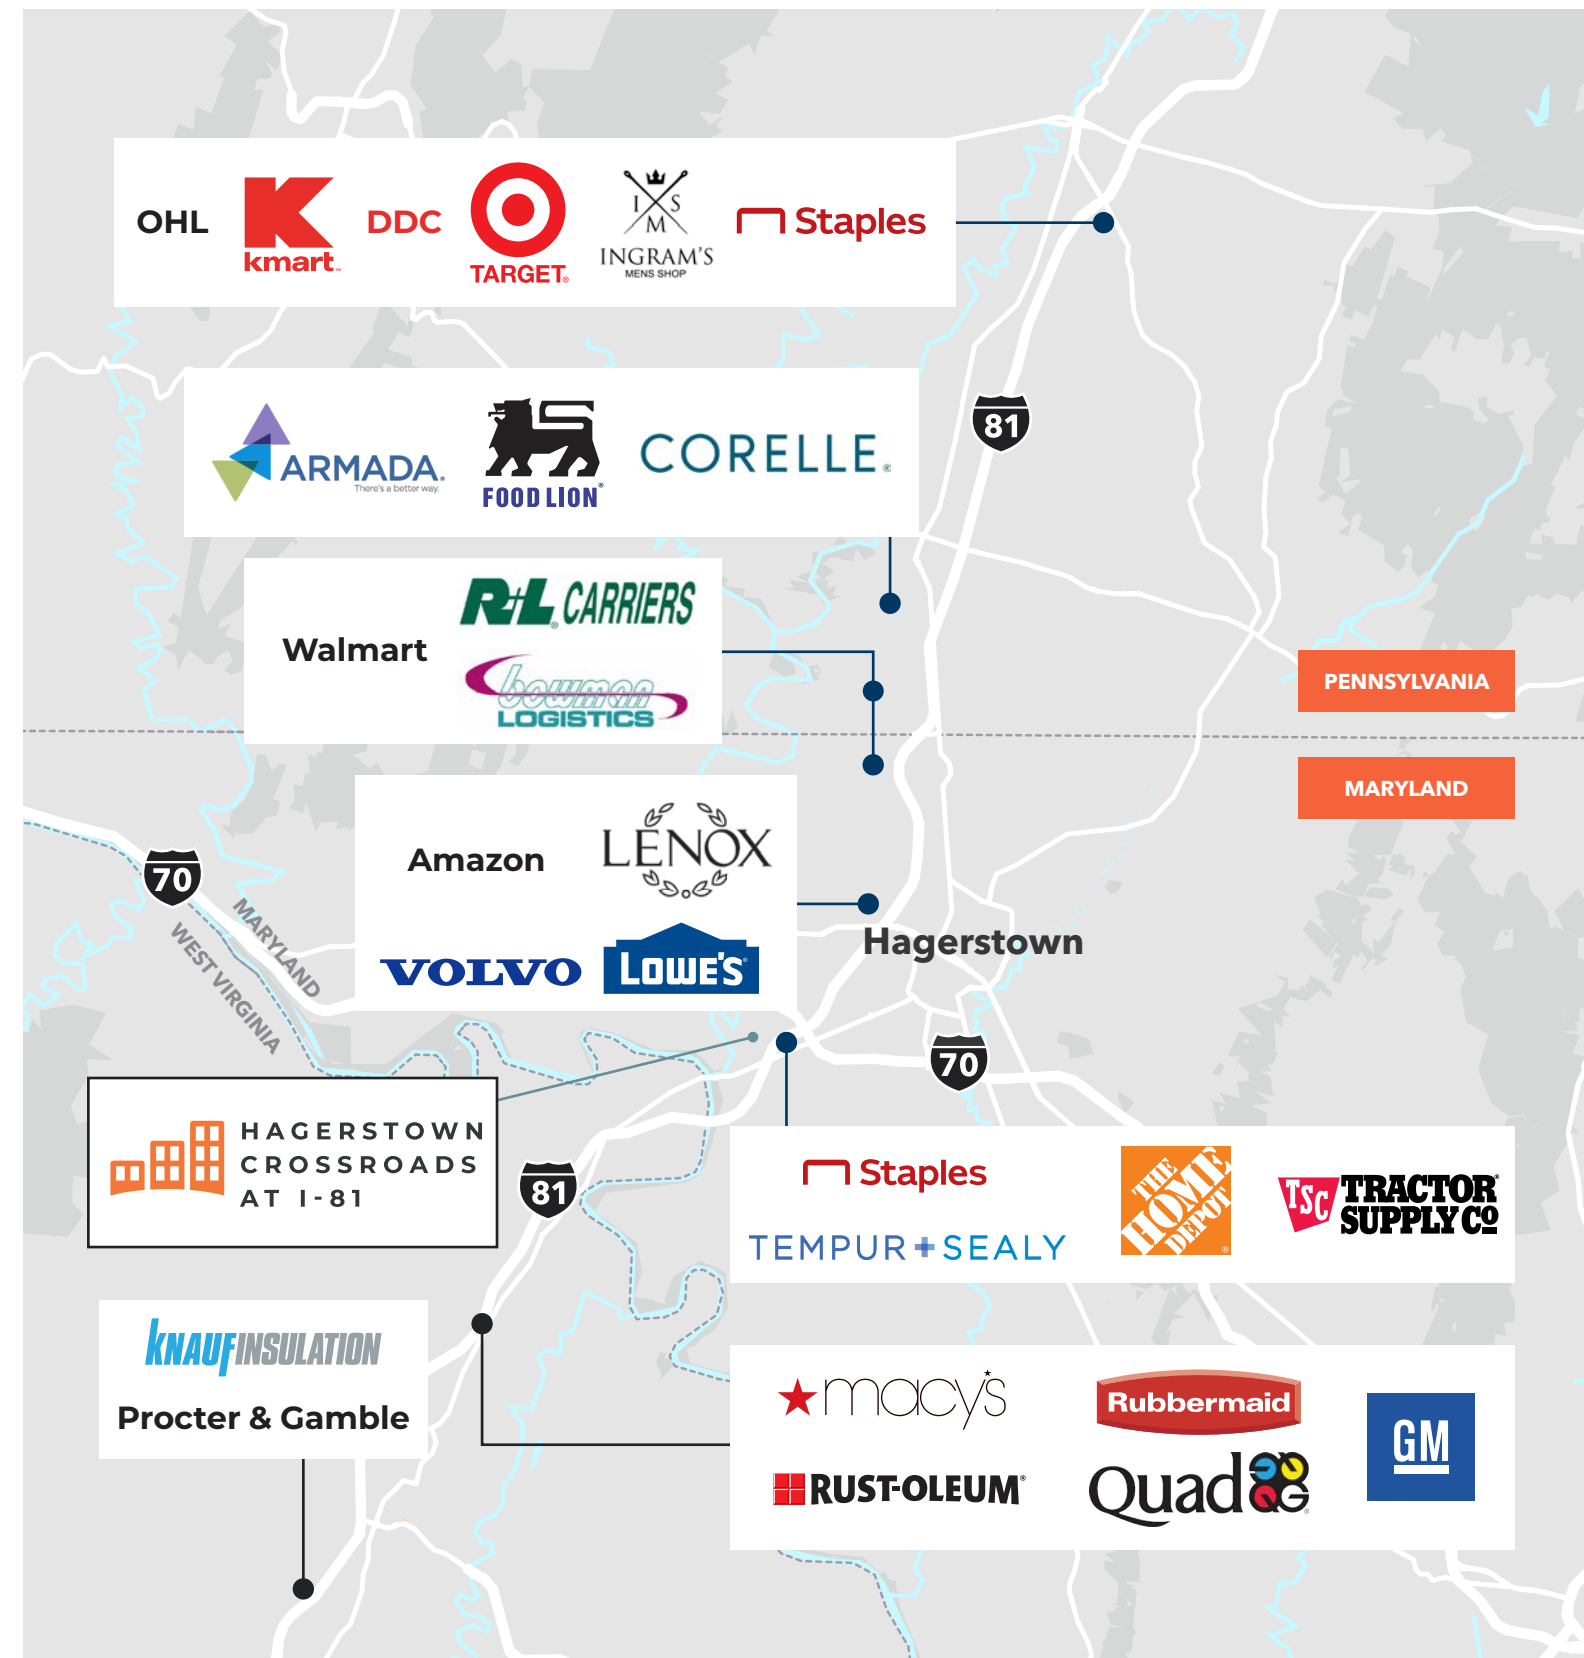 OHL
kmart
DDC
TARGET
I S
M
INGRAM'S
MENS SHOP
Staples
81
ARMADA.
There's a better way.
FOOD LION
CORELLE
Walmart
R+L CARRIERS
bowman
LOGISTICS
PENNSYLVANIA
MARYLAND
Amazon
LENOX
VOLVO
LOWE'S
70
MARYLAND
WEST VIRGINIA
Hagerstown
70
HAGERSTOWN
CROSSROADS
AT I-81
81
Staples
TEMPUR+SEALY
THE
HOME
DEPOT
TSC
TRACTOR
SUPPLY CO
KNAUFINSULATION
Procter & Gamble
macy's
Rubbermaid
GM
RUST-OLEUM
Quad